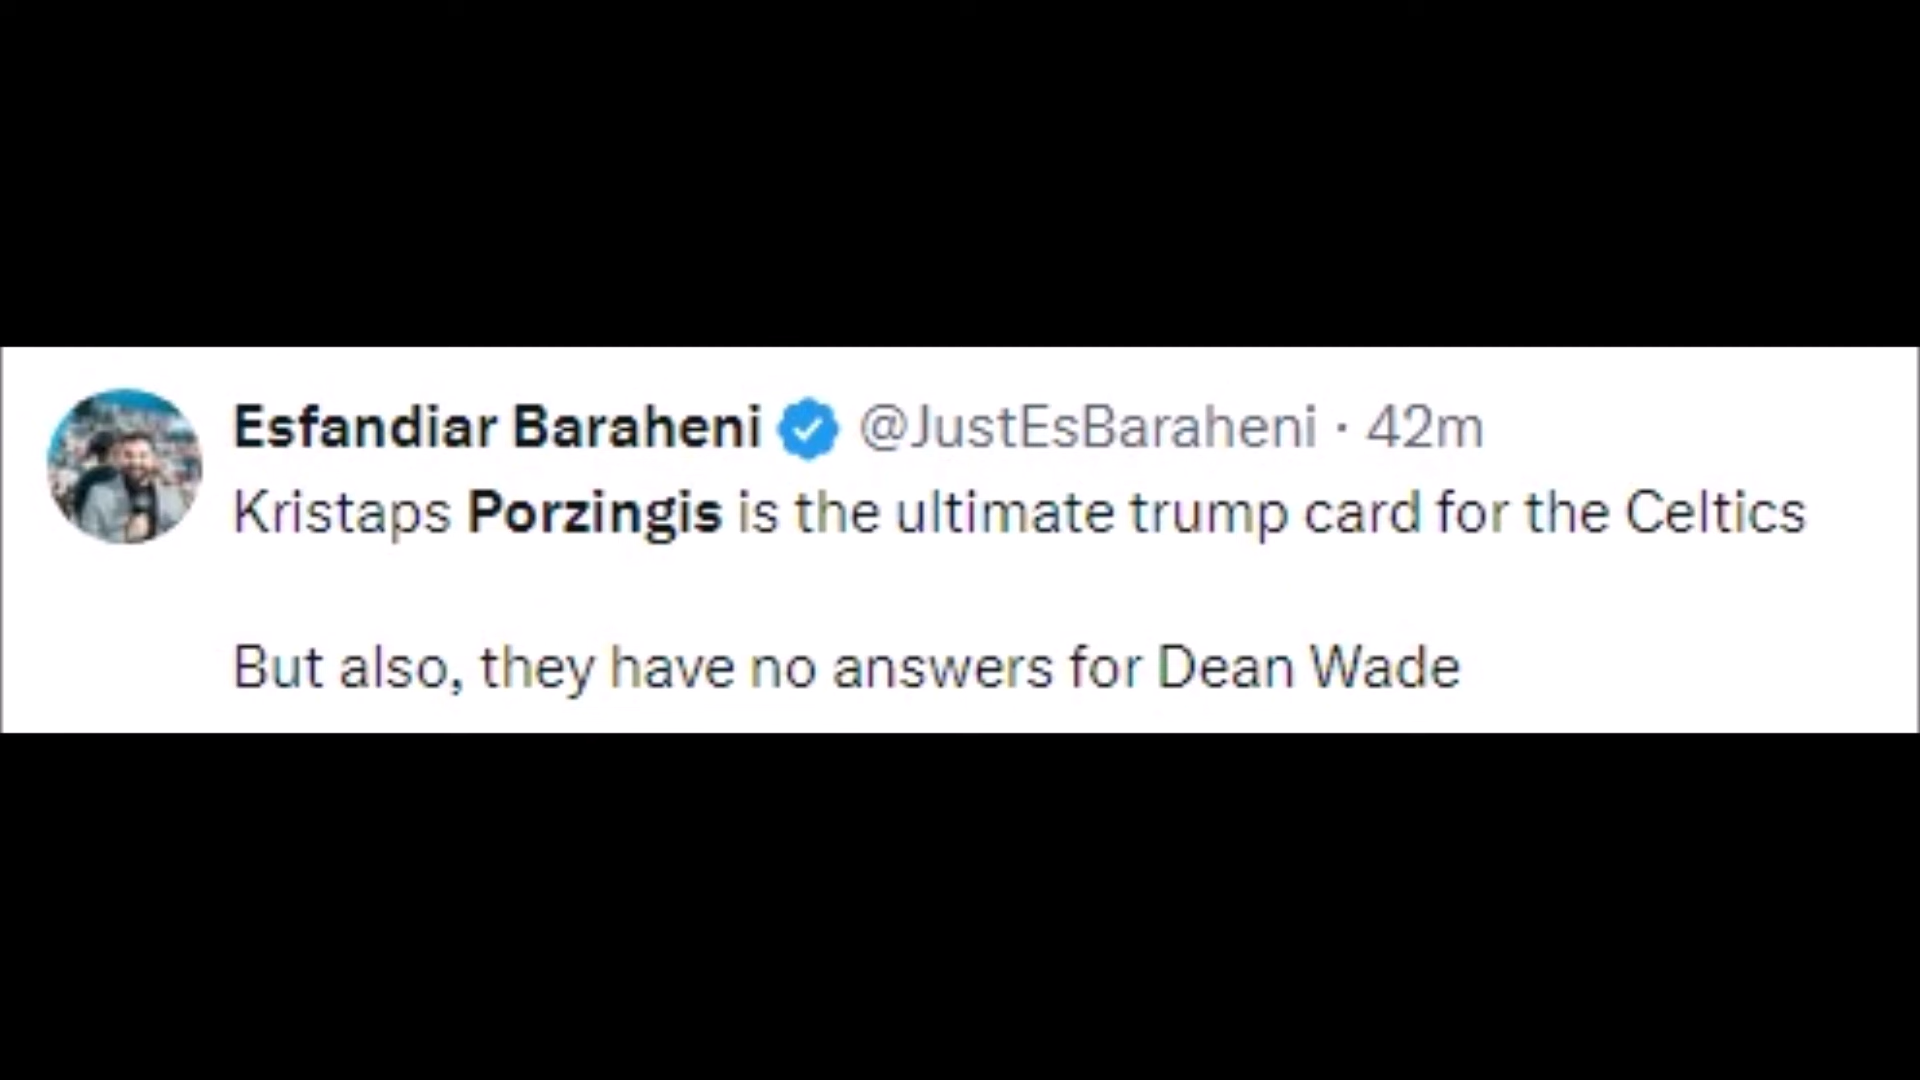 Esfandiar Baraheni @JustEsBaraheni · 42m
Kristaps Porzingis is the ultimate trump card for the Celtics
But also, they have no answers for Dean Wade